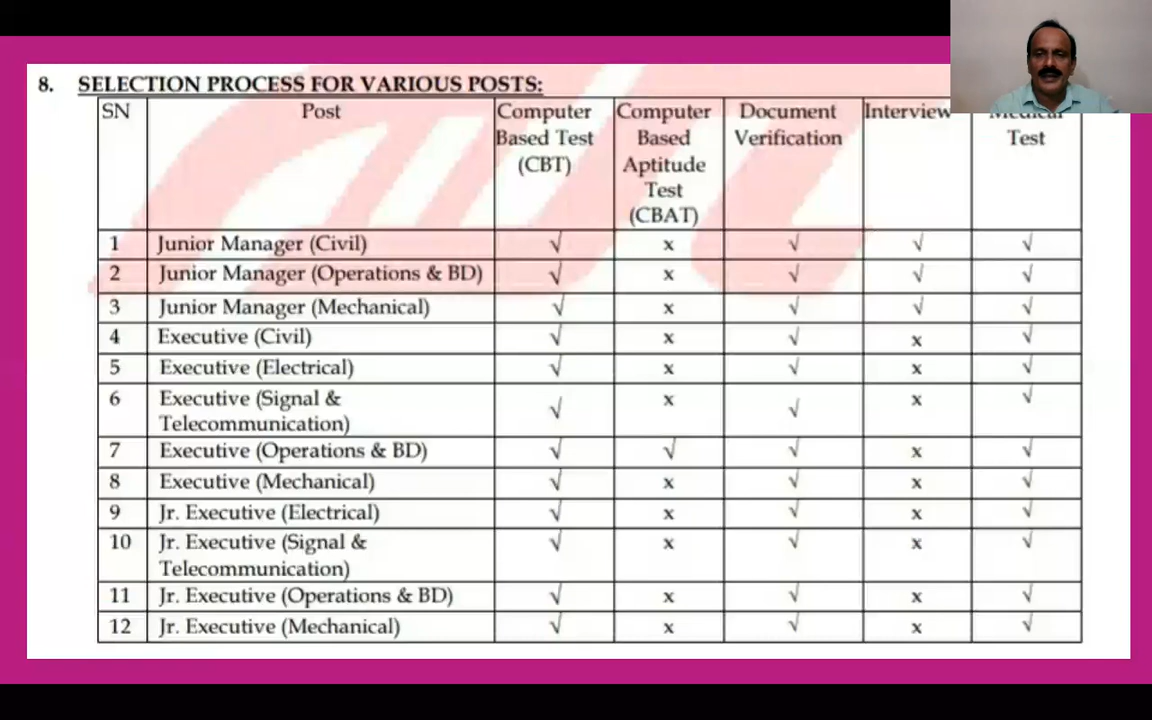 8. SELECTION PROCESS FOR VARIOUS POSTS:
SN Post Computer Based Test (CBT) Computer Based Aptitude Test (CBAT) Document Verification Interview Medical Test
1 Junior Manager (Civil) √ x √ √ √
2 Junior Manager (Operations & BD) √ x √ √ √
3 Junior Manager (Mechanical) √ x √ √ √
4 Executive (Civil) √ x √ x √
5 Executive (Electrical) √ x √ x √
6 Executive (Signal & Telecommunication) √ x √ x √
7 Executive (Operations & BD) √ √ √ x √
8 Executive (Mechanical) √ x √ x √
9 Jr. Executive (Electrical) √ x √ x √
10 Jr. Executive (Signal & Telecommunication) √ x √ x √
11 Jr. Executive (Operations & BD) √ x √ x √
12 Jr. Executive (Mechanical) √ x √ x √